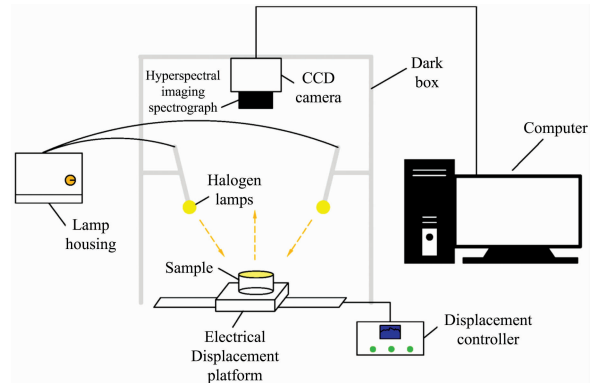 Hyperspectral
imaging
spectrograph
CCD
camera
Dark
box
Computer
Halogen
lamps
Lamp
housing
Sample
Electrical
Displacement
platform
Displacement
controller